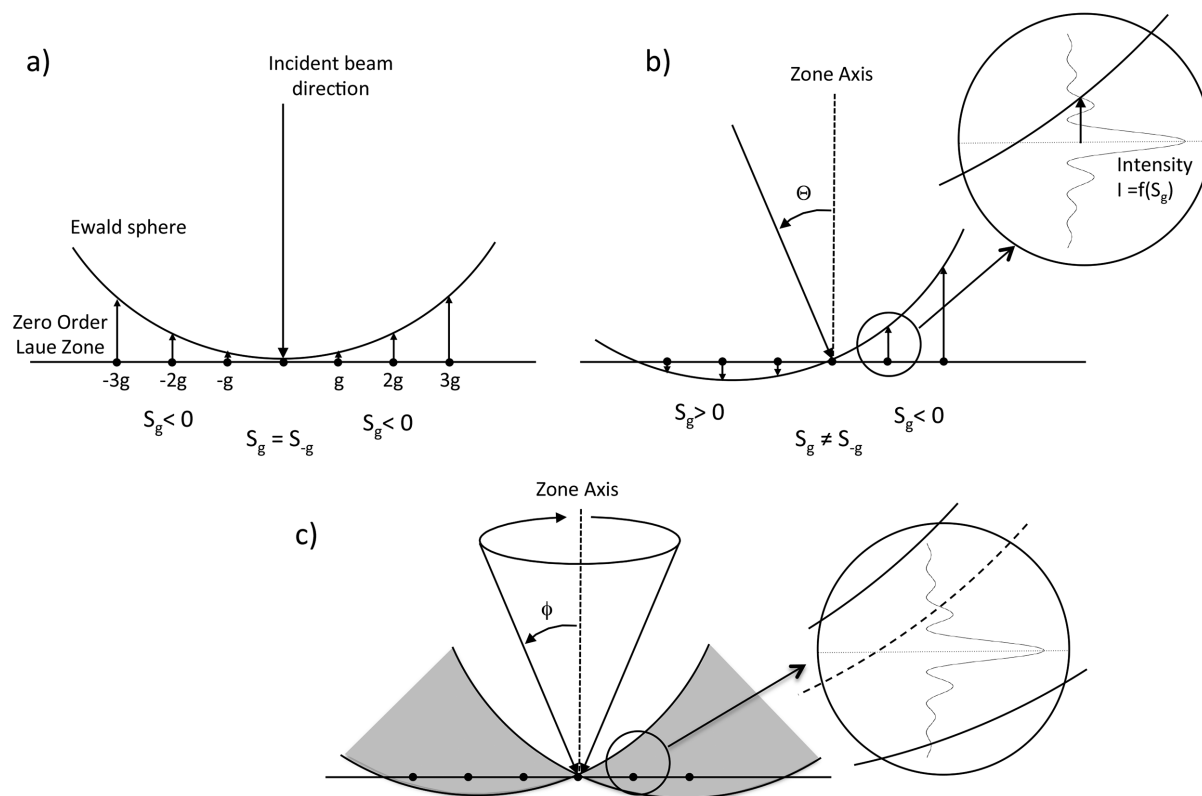 a)
Incident beam
direction
Ewald sphere
Zero Order
Laue Zone
-3g -2g -g g 2g 3g
S_g< 0 S_g< 0
S_g = S_-g
b)
Zone Axis
Θ
Intensity
I =f(S_g)
S_g> 0 S_g< 0
S_g ≠ S_-g
c)
Zone Axis
ϕ